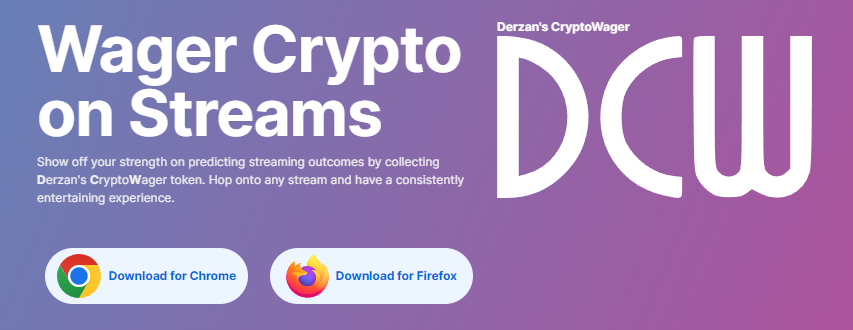 Wager Crypto
on Streams
Show off your strength on predicting streaming outcomes by collecting
Derzan's CryptoWager token. Hop onto any stream and have a consistently
entertaining experience.
Download for Chrome
Download for Firefox
Derzan's CryptoWager
DCW